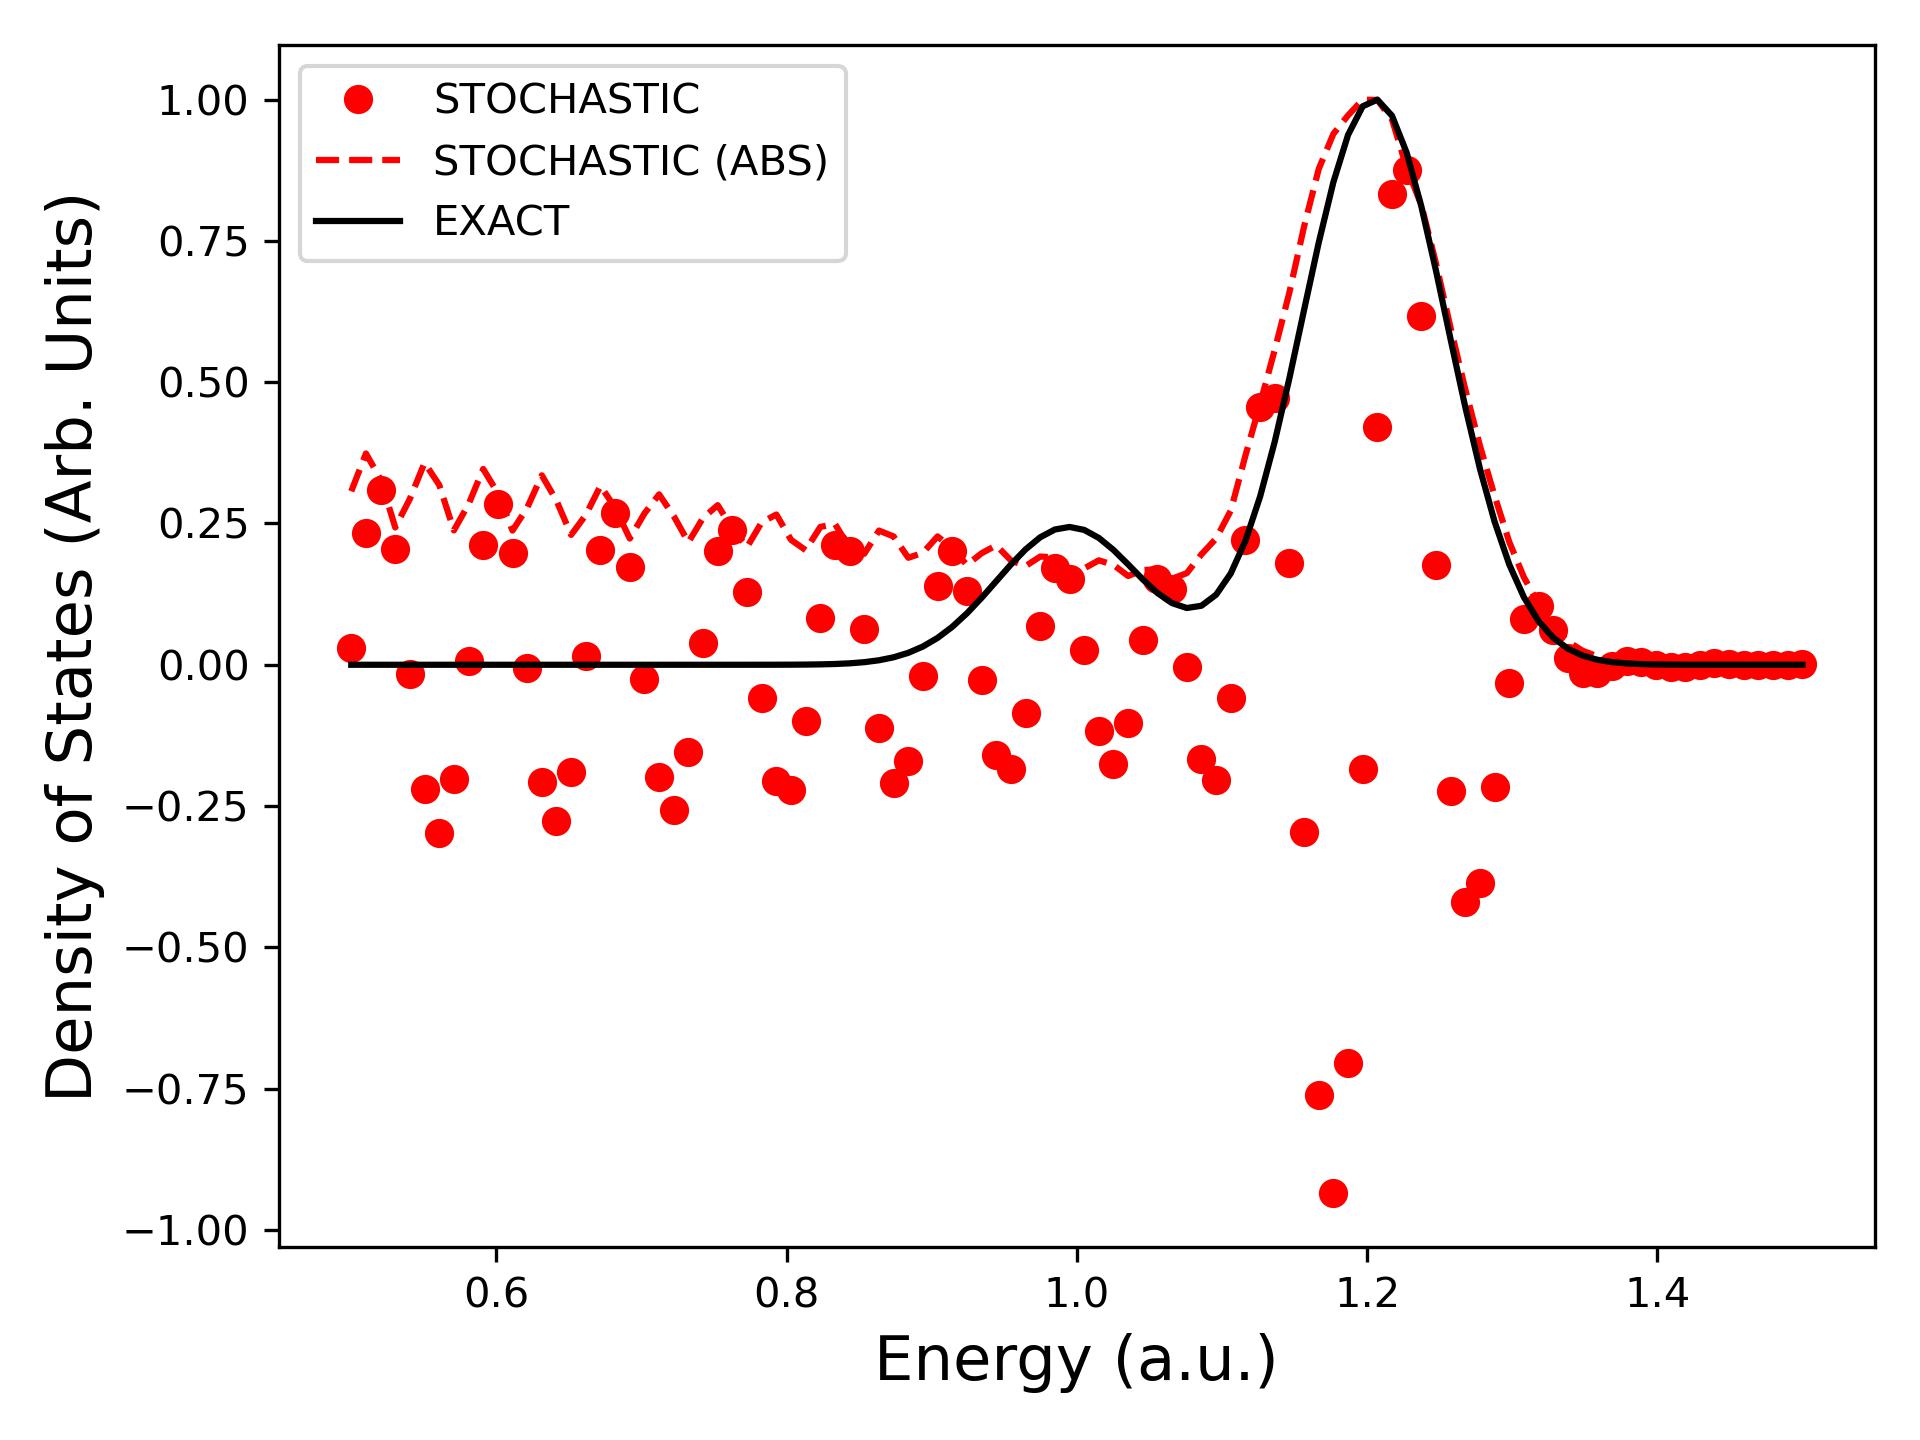 STOCHASTIC
STOCHASTIC (ABS)
EXACT
Density of States (Arb. Units)
1.00
0.75
0.50
0.25
0.00
−0.25
−0.50
−0.75
−1.00
0.6 0.8 1.0 1.2 1.4
Energy (a.u.)